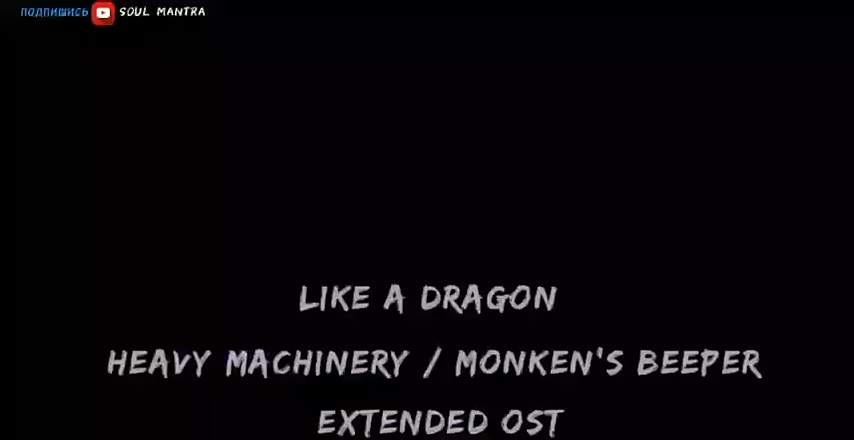 ПОДПИШИСЬ SOUL MANTRA
LIKE A DRAGON
HEAVY MACHINERY / MONKEN'S BEEPER
EXTENDED OST